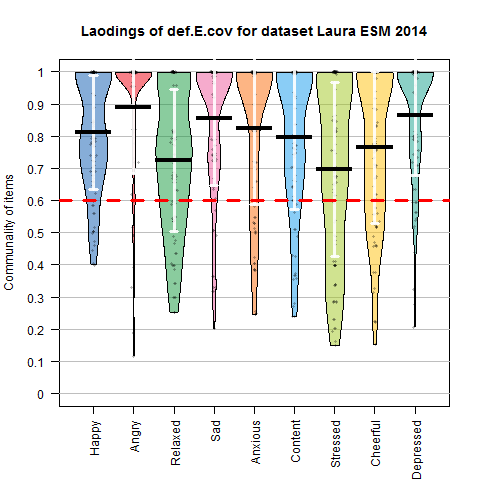 Laodings of def.E.cov for dataset Laura ESM 2014
Communality of items
1
0.9
0.8
0.7
0.6
0.5
0.4
0.3
0.2
0.1
0
Happy
Angry
Relaxed
Sad
Anxious
Content
Stressed
Cheerful
Depressed